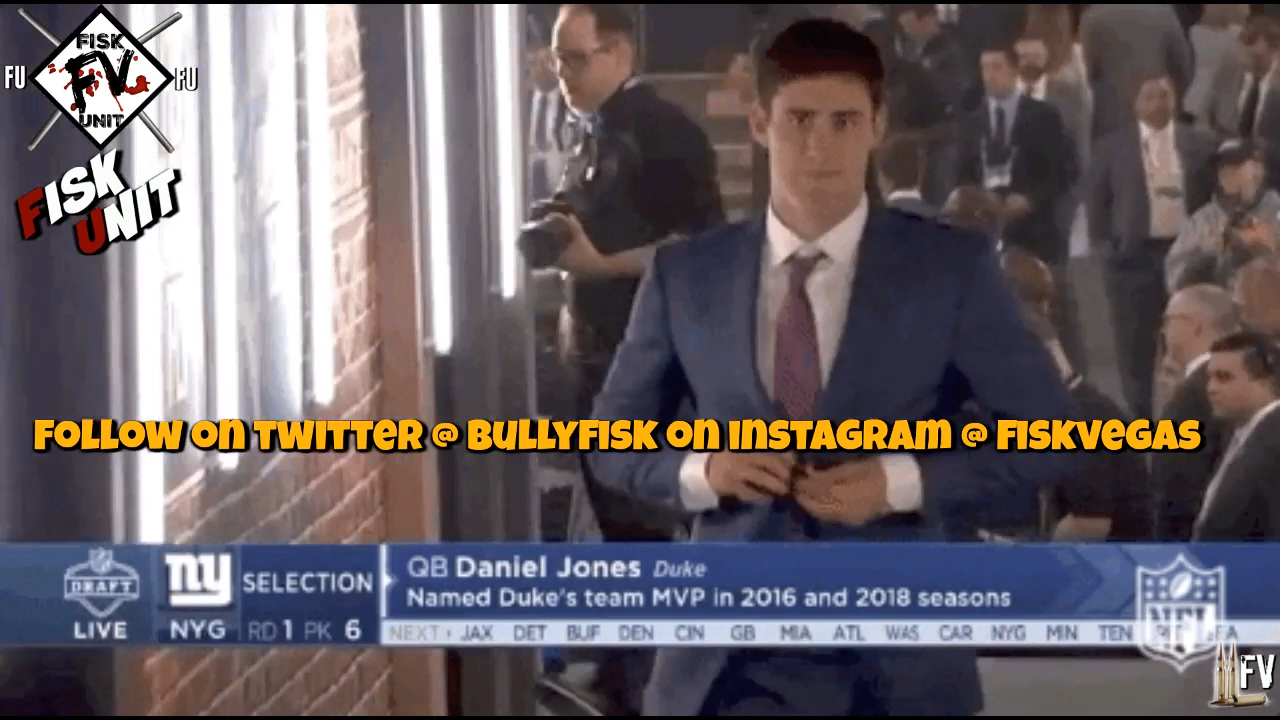 FISK
FU FV FU
UNIT
FISK
UNIT
FOLLOW ON TWITTER @ BULLYFISK ON INSTAGRAM @ FISKVEGAS
QB Daniel Jones Duke
Named Duke's team MVP in 2016 and 2018 seasons
DRAFT
LIVE
ny SELECTION
NYG RD 1 PK 6
NEXT JAX DET BUF DEN CIN GB MIA ATL WAS CAR NYG MIN TEN
NFL
FV